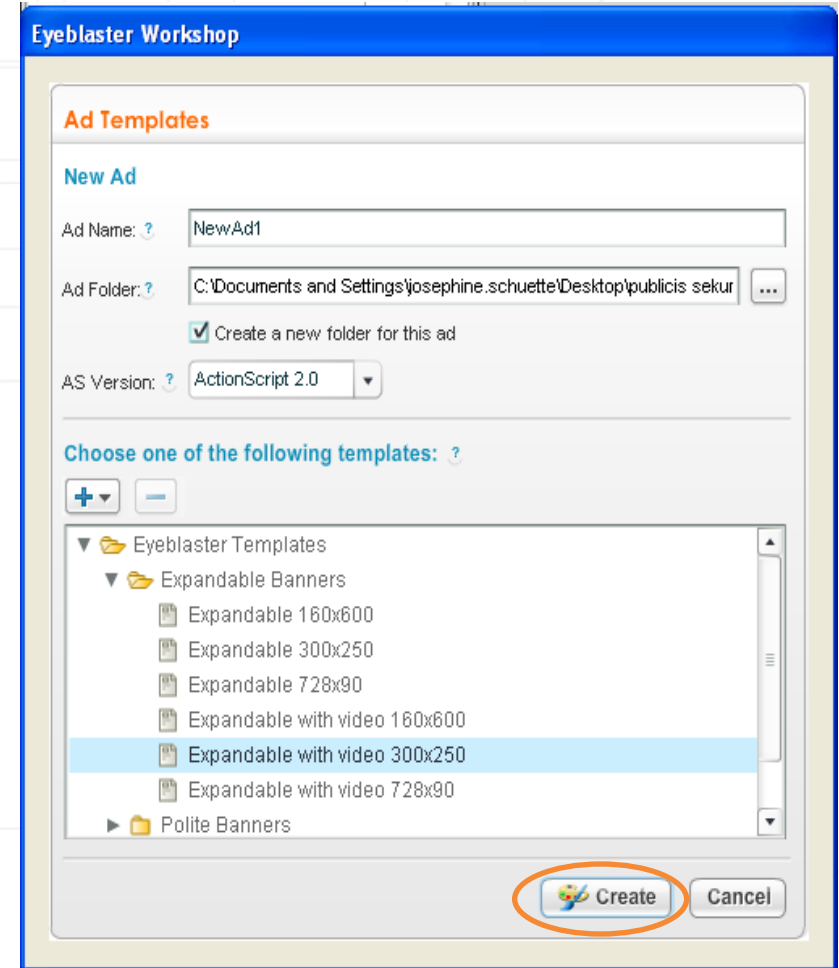 Eyeblaster Workshop
Ad Templates
New Ad
Ad Name: ? NewAd1
Ad Folder: ? C:\Documents and Settings\josephine.schuette\Desktop\publicis sekur ...
Create a new folder for this ad
AS Version: ? ActionScript 2.0
Choose one of the following templates: ?
Eyeblaster Templates
Expandable Banners
Expandable 160x600
Expandable 300x250
Expandable 728x90
Expandable with video 160x600
Expandable with video 300x250
Expandable with video 728x90
Polite Banners
Create Cancel